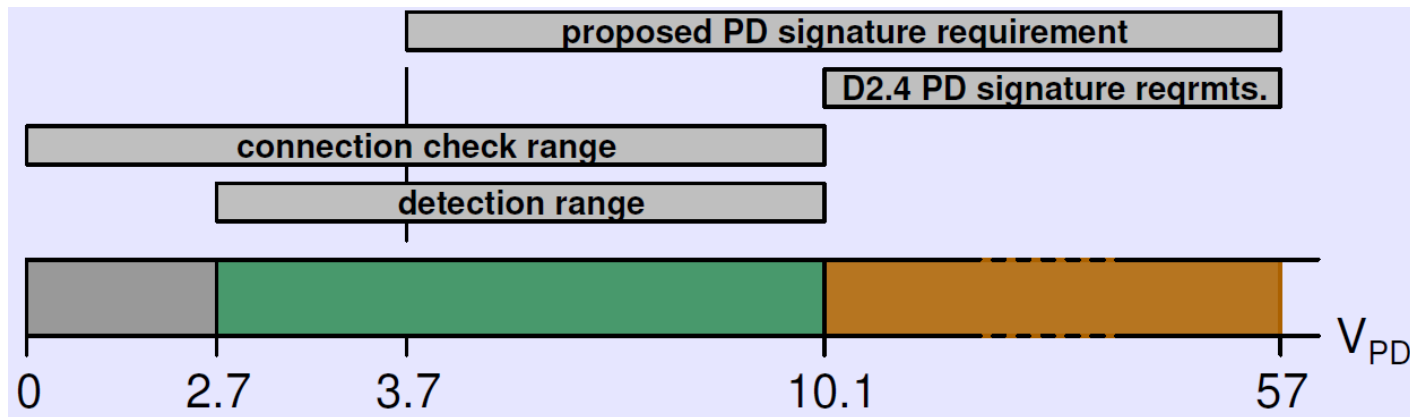 proposed PD signature requirement
D2.4 PD signature reqrmts.
connection check range
detection range
V_PD
0 2.7 3.7 10.1 57